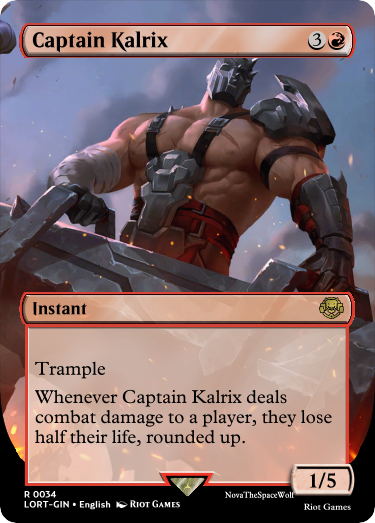 Captain Kalrix 3
Instant
Trample
Whenever Captain Kalrix deals
combat damage to a player, they lose
half their life, rounded up.
1/5
R 0034
LORT-GIN • English RIOT GAMES
NovaTheSpaceWolf
Riot Games